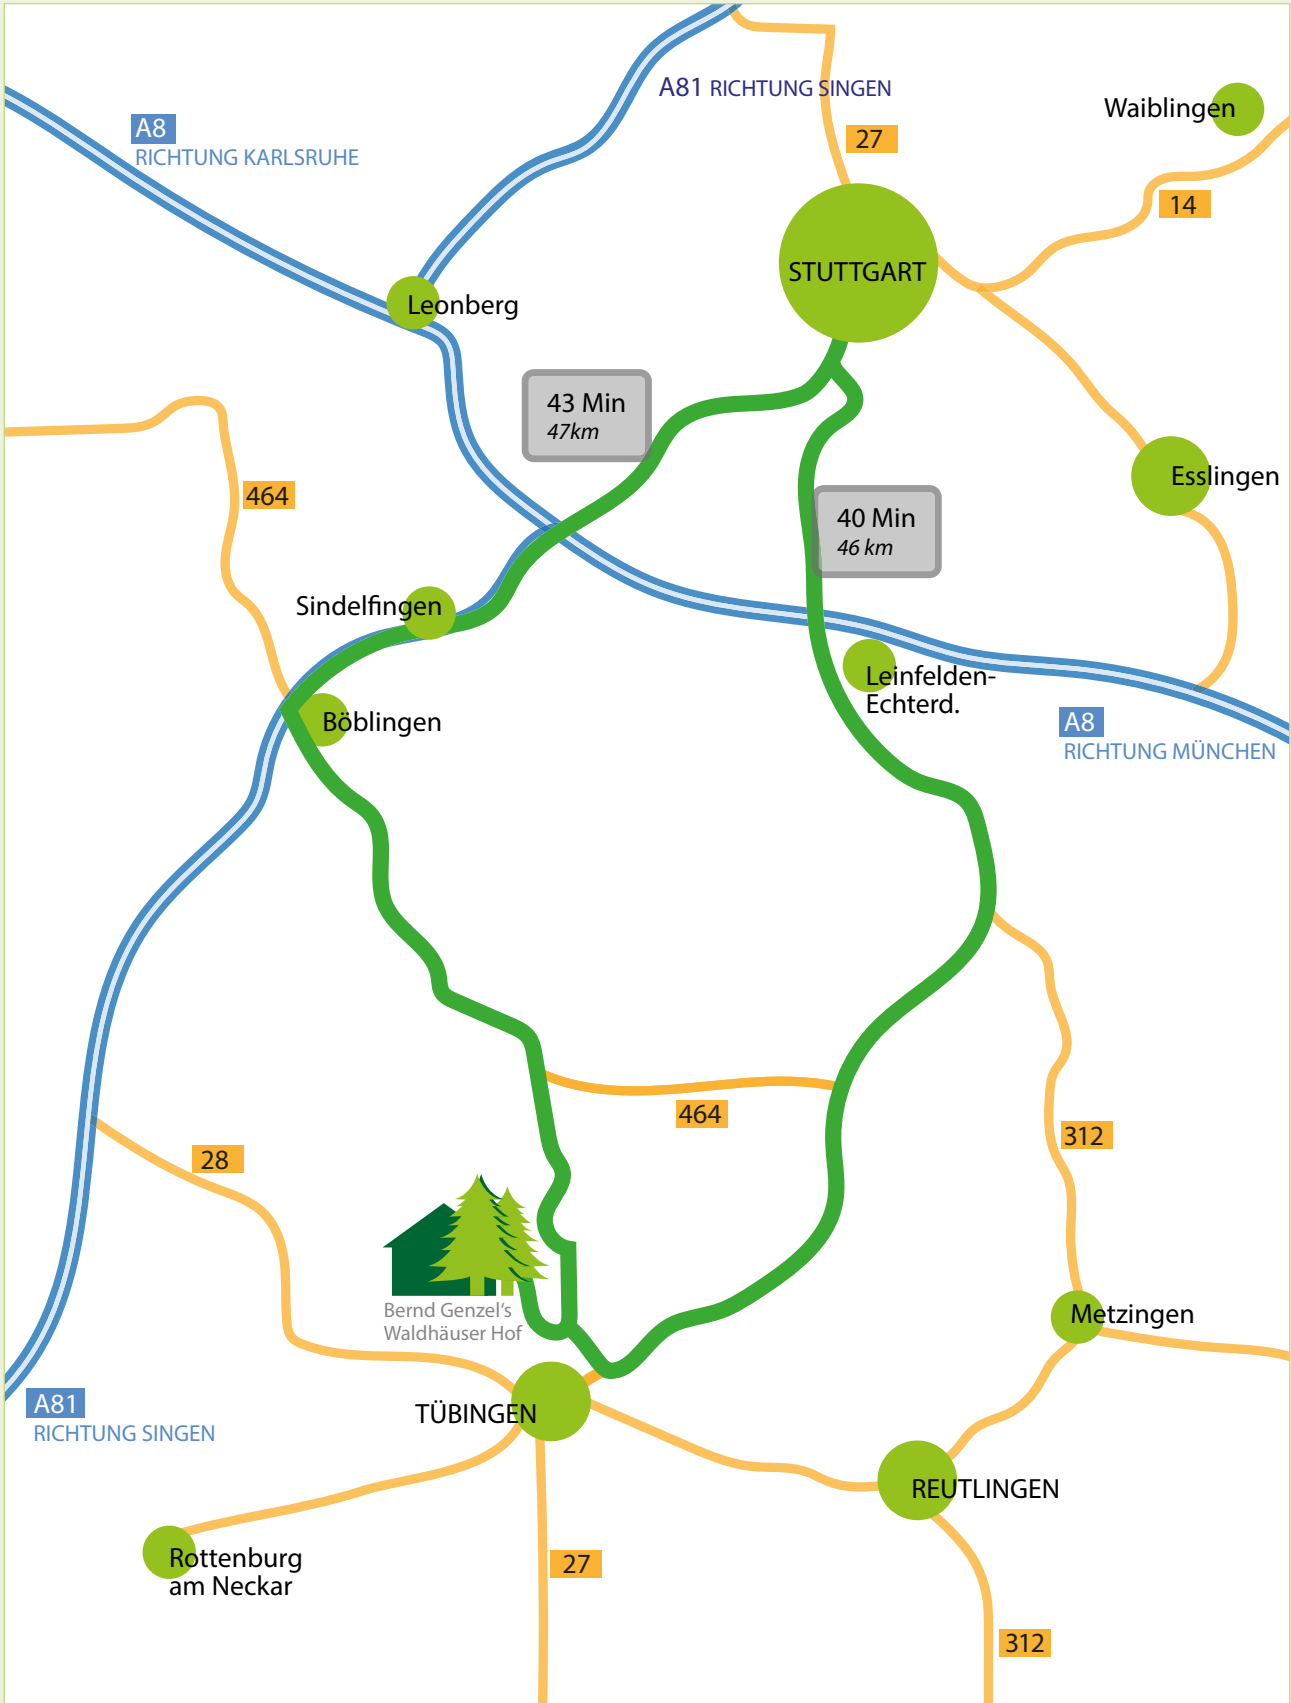 A81 RICHTUNG SINGEN
Waiblingen
A8
RICHTUNG KARLSRUHE
27
14
STUTTGART
Leonberg
43 Min
47km
Esslingen
464
40 Min
46 km
Sindelfingen
Leinfelden-
Echterd.
Böblingen
A8
RICHTUNG MÜNCHEN
464
312
28
Bernd Genzel's
Waldhäuser Hof
Metzingen
A81
RICHTUNG SINGEN
TÜBINGEN
REUTLINGEN
Rottenburg
am Neckar
27
312